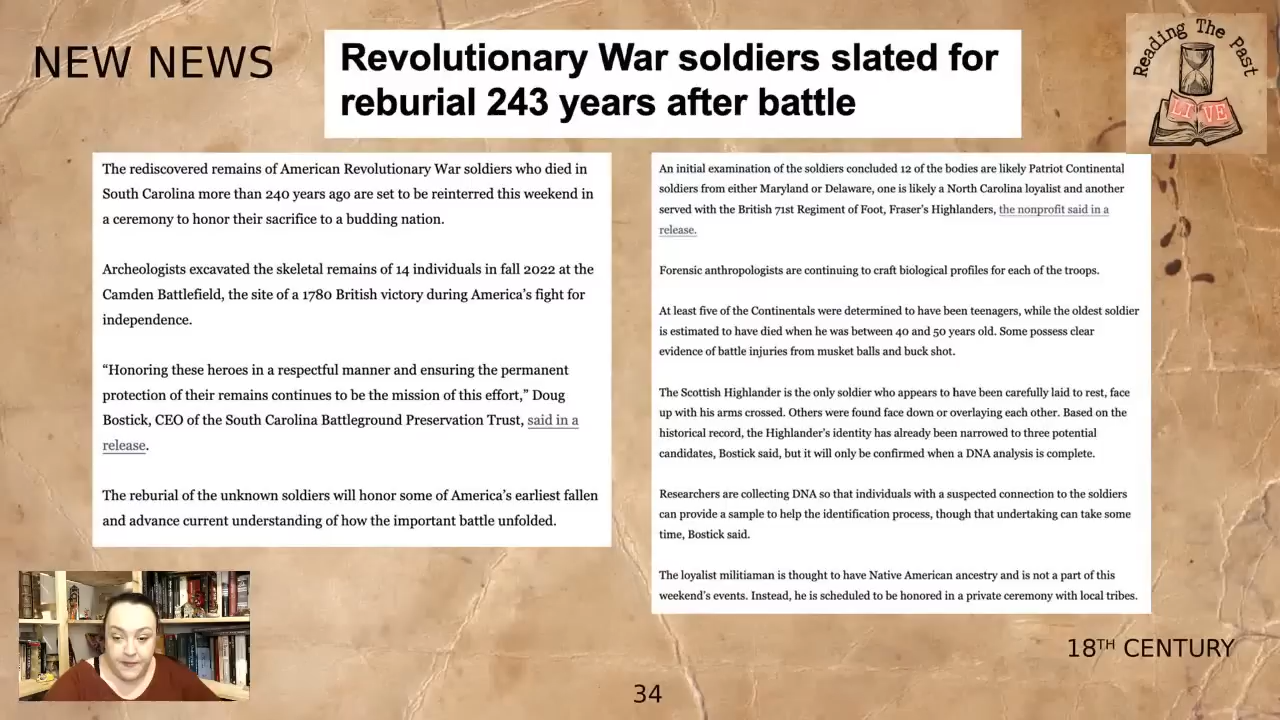 NEW NEWS
Revolutionary War soldiers slated for
reburial 243 years after battle
Reading The Past
LIVE
The rediscovered remains of American Revolutionary War soldiers who died in
South Carolina more than 240 years ago are set to be reinterred this weekend in
a ceremony to honor their sacrifice to a budding nation.
Archeologists excavated the skeletal remains of 14 individuals in fall 2022 at the
Camden Battlefield, the site of a 1780 British victory during America's fight for
independence.
“Honoring these heroes in a respectful manner and ensuring the permanent
protection of their remains continues to be the mission of this effort,” Doug
Bostick, CEO of the South Carolina Battleground Preservation Trust, said in a
release.
The reburial of the unknown soldiers will honor some of America's earliest fallen
and advance current understanding of how the important battle unfolded.
An initial examination of the soldiers concluded 12 of the bodies are likely Patriot Continental
soldiers from either Maryland or Delaware, one is likely a North Carolina loyalist and another
served with the British 71st Regiment of Foot, Fraser's Highlanders, the nonprofit said in a
release.
Forensic anthropologists are continuing to craft biological profiles for each of the troops.
At least five of the Continentals were determined to have been teenagers, while the oldest soldier
is estimated to have died when he was between 40 and 50 years old. Some possess clear
evidence of battle injuries from musket balls and buck shot.
The Scottish Highlander is the only soldier who appears to have been carefully laid to rest, face
up with his arms crossed. Others were found face down or overlaying each other. Based on the
historical record, the Highlander's identity has already been narrowed to three potential
candidates, Bostick said, but it will only be confirmed when a DNA analysis is complete.
Researchers are collecting DNA so that individuals with a suspected connection to the soldiers
can provide a sample to help the identification process, though that undertaking can take some
time, Bostick said.
The loyalist militiaman is thought to have Native American ancestry and is not a part of this
weekend's events. Instead, he is scheduled to be honored in a private ceremony with local tribes.
18TH CENTURY
34